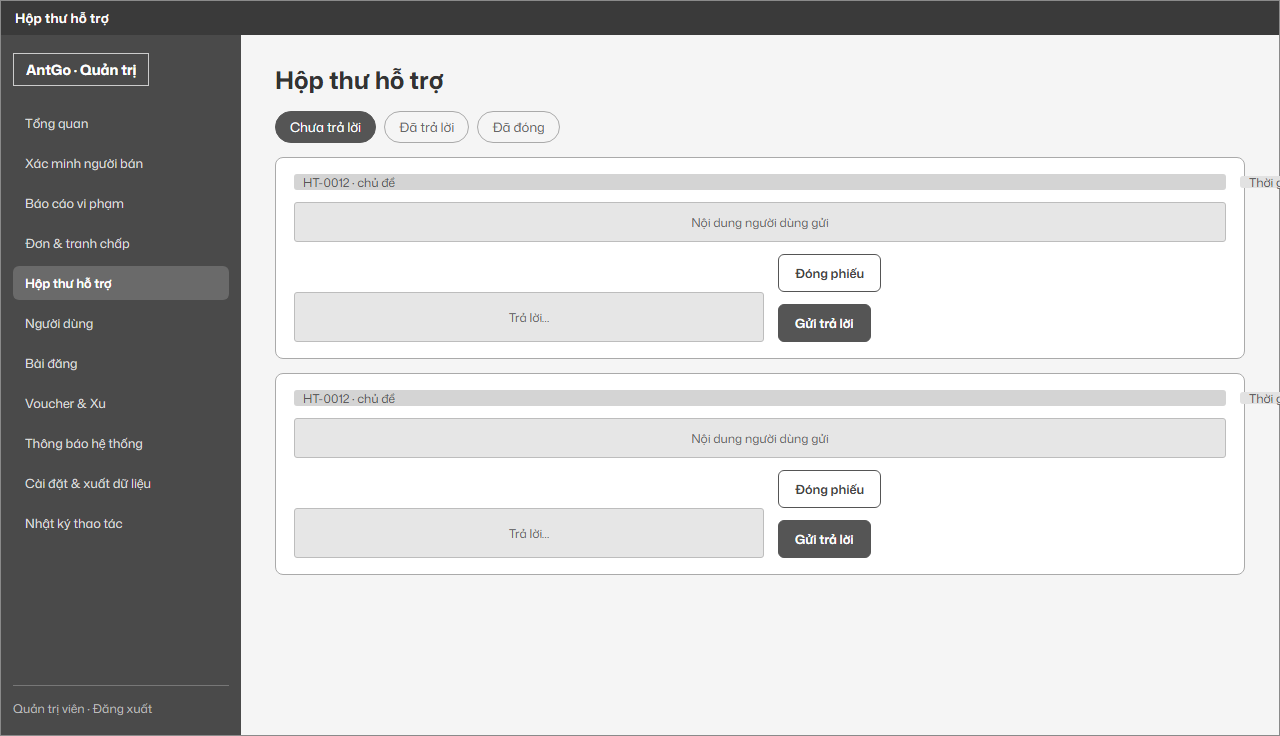 Hộp thư hỗ trợ
AntGo · Quản trị
Tổng quan
Xác minh người bán
Báo cáo vi phạm
Đơn & tranh chấp
Hộp thư hỗ trợ
Người dùng
Bài đăng
Voucher & Xu
Thông báo hệ thống
Cài đặt & xuất dữ liệu
Nhật ký thao tác
Quản trị viên · Đăng xuất
Hộp thư hỗ trợ
Chưa trả lời
Đã trả lời
Đã đóng
HT-0012 · chủ đề
Thời
Nội dung người dùng gửi
Đóng phiếu
Trả lời...
Gửi trả lời
HT-0012 · chủ đề
Thời
Nội dung người dùng gửi
Đóng phiếu
Trả lời...
Gửi trả lời